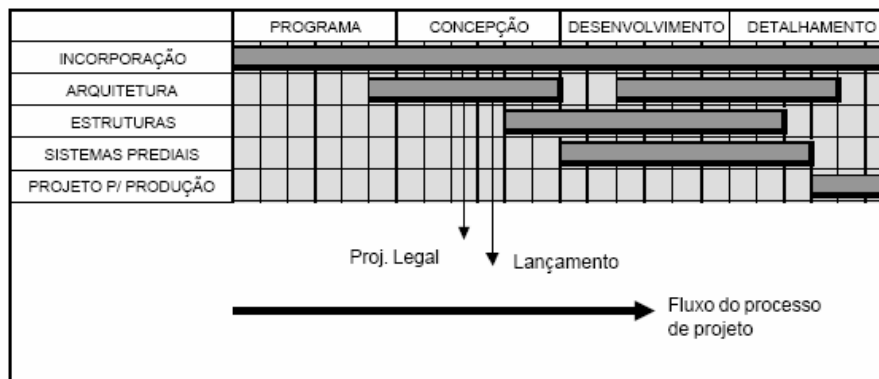 PROGRAMA CONCEPÇÃO DESENVOLVIMENTO DETALHAMENTO
INCORPORAÇÃO
ARQUITETURA
ESTRUTURAS
SISTEMAS PREDIAIS
PROJETO P/ PRODUÇÃO
Proj. Legal
Lançamento
Fluxo do processo
de projeto